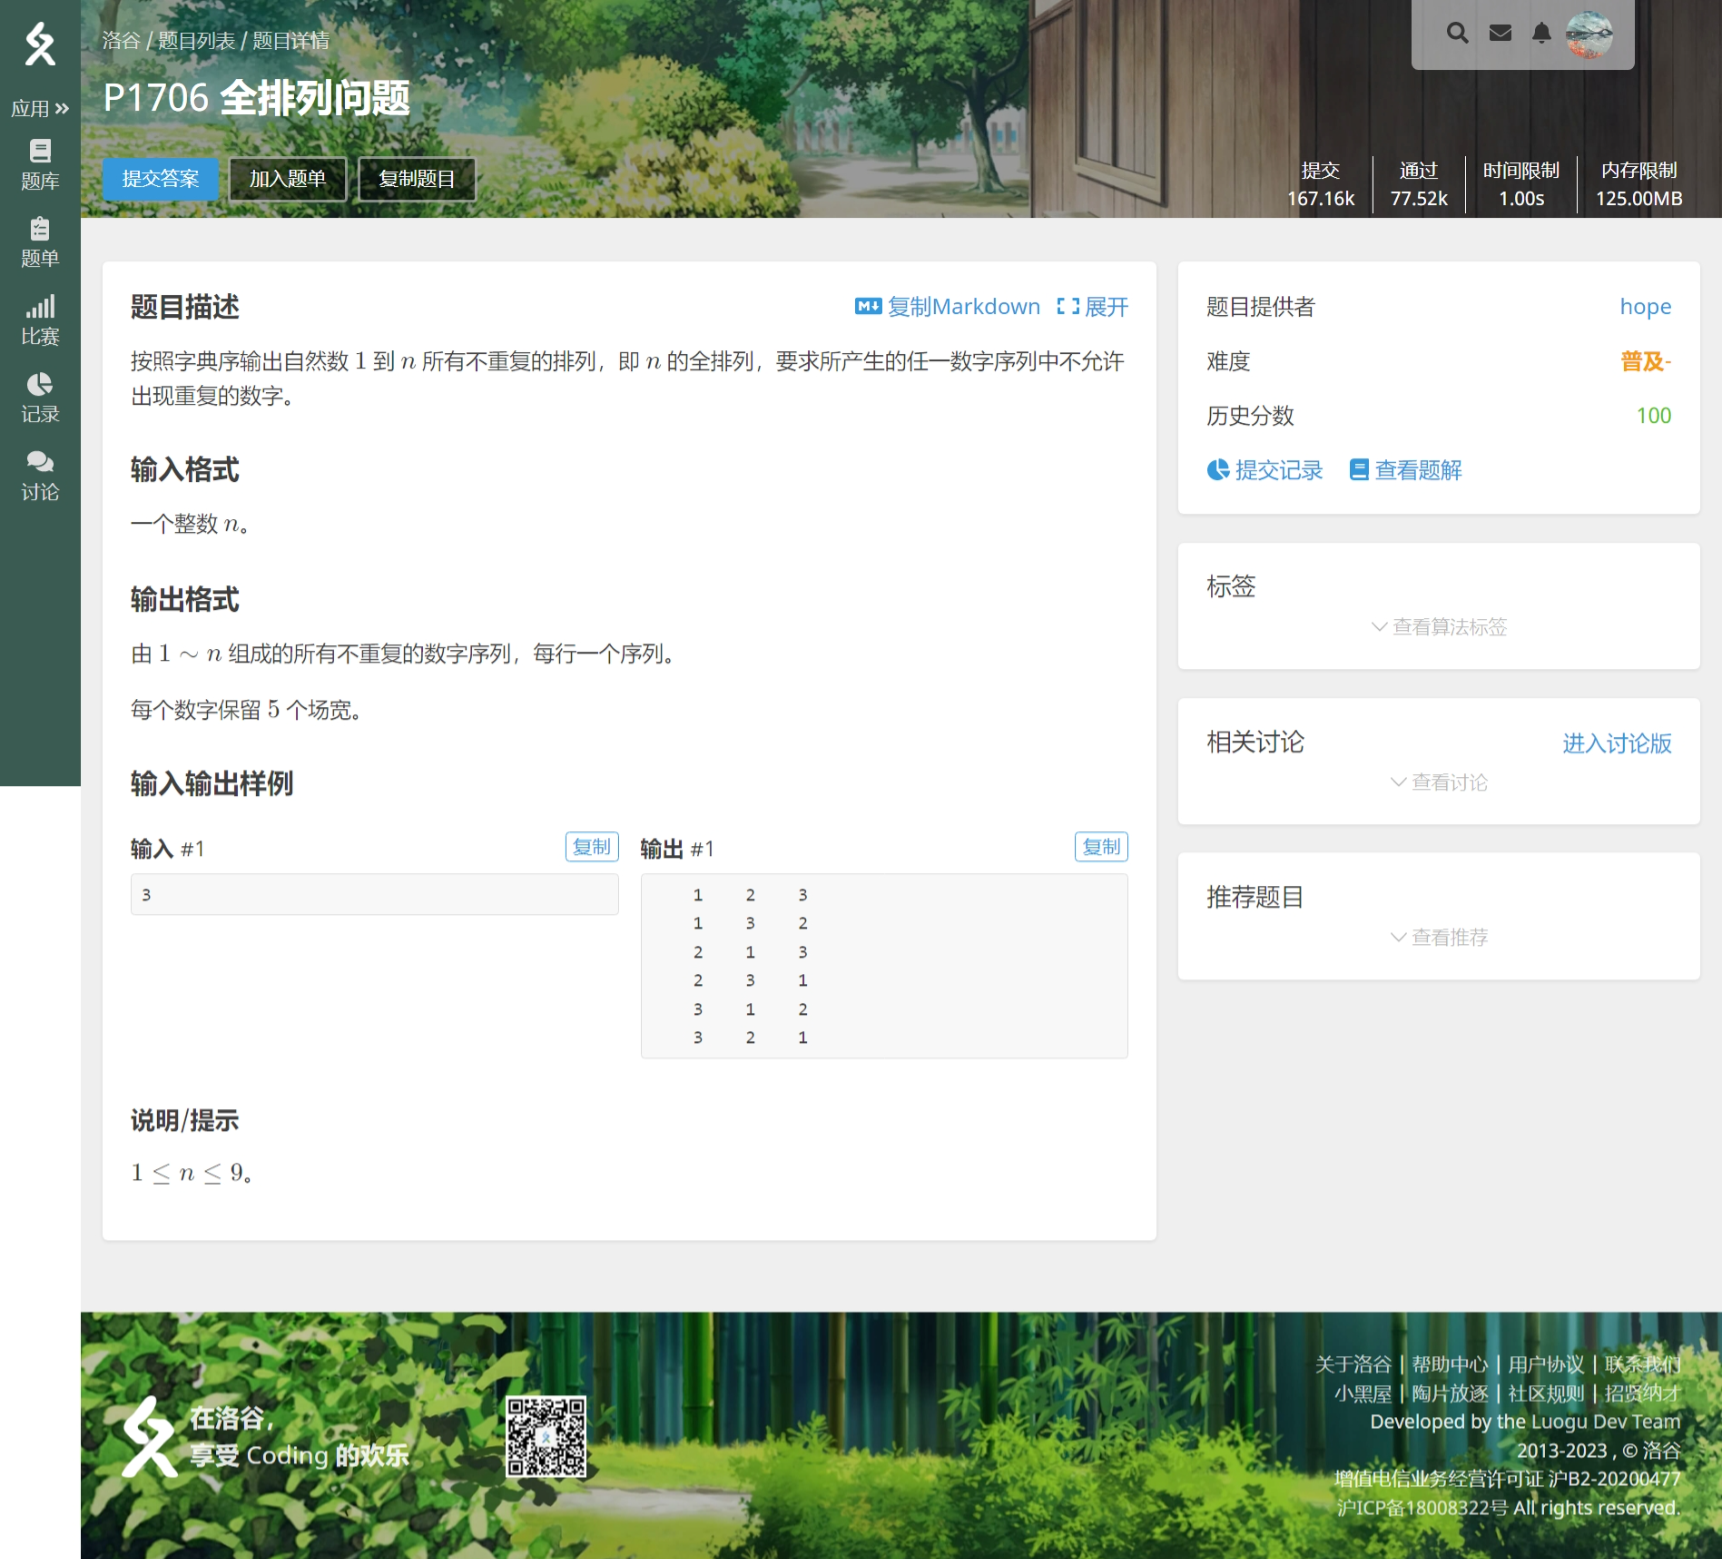 洛谷 / 题目列表 / 题目详情
P1706 全排列问题
提交答案 加入题单 复制题目
提交 通过 时间限制 内存限制
167.16k 77.52k 1.00s 125.00MB
应用
题库
题单
比赛
记录
讨论
题目描述 复制Markdown 展开
按照字典序输出自然数 1 到 n 所有不重复的排列，即 n 的全排列，要求所产生的任一数字序列中不允许
出现重复的数字。
输入格式
一个整数 n。
输出格式
由 1 ∼ n 组成的所有不重复的数字序列，每行一个序列。
每个数字保留 5 个场宽。
输入输出样例
输入 #1 复制
3
输出 #1 复制
1 2 3
1 3 2
2 1 3
2 3 1
3 1 2
3 2 1
说明/提示
1 ≤ n ≤ 9。
题目提供者 hope
难度 普及-
历史分数 100
提交记录 查看题解
标签
查看算法标签
相关讨论 进入讨论版
查看讨论
推荐题目
查看推荐
在洛谷，
享受 Coding 的欢乐
关于洛谷 | 帮助中心 | 用户协议 | 联系我们
小黑屋 | 陶片放逐 | 社区规则 | 招贤纳才
Developed by the Luogu Dev Team
2013-2023 , © 洛谷
增值电信业务经营许可证 沪B2-20200477
沪ICP备18008322号 All rights reserved.